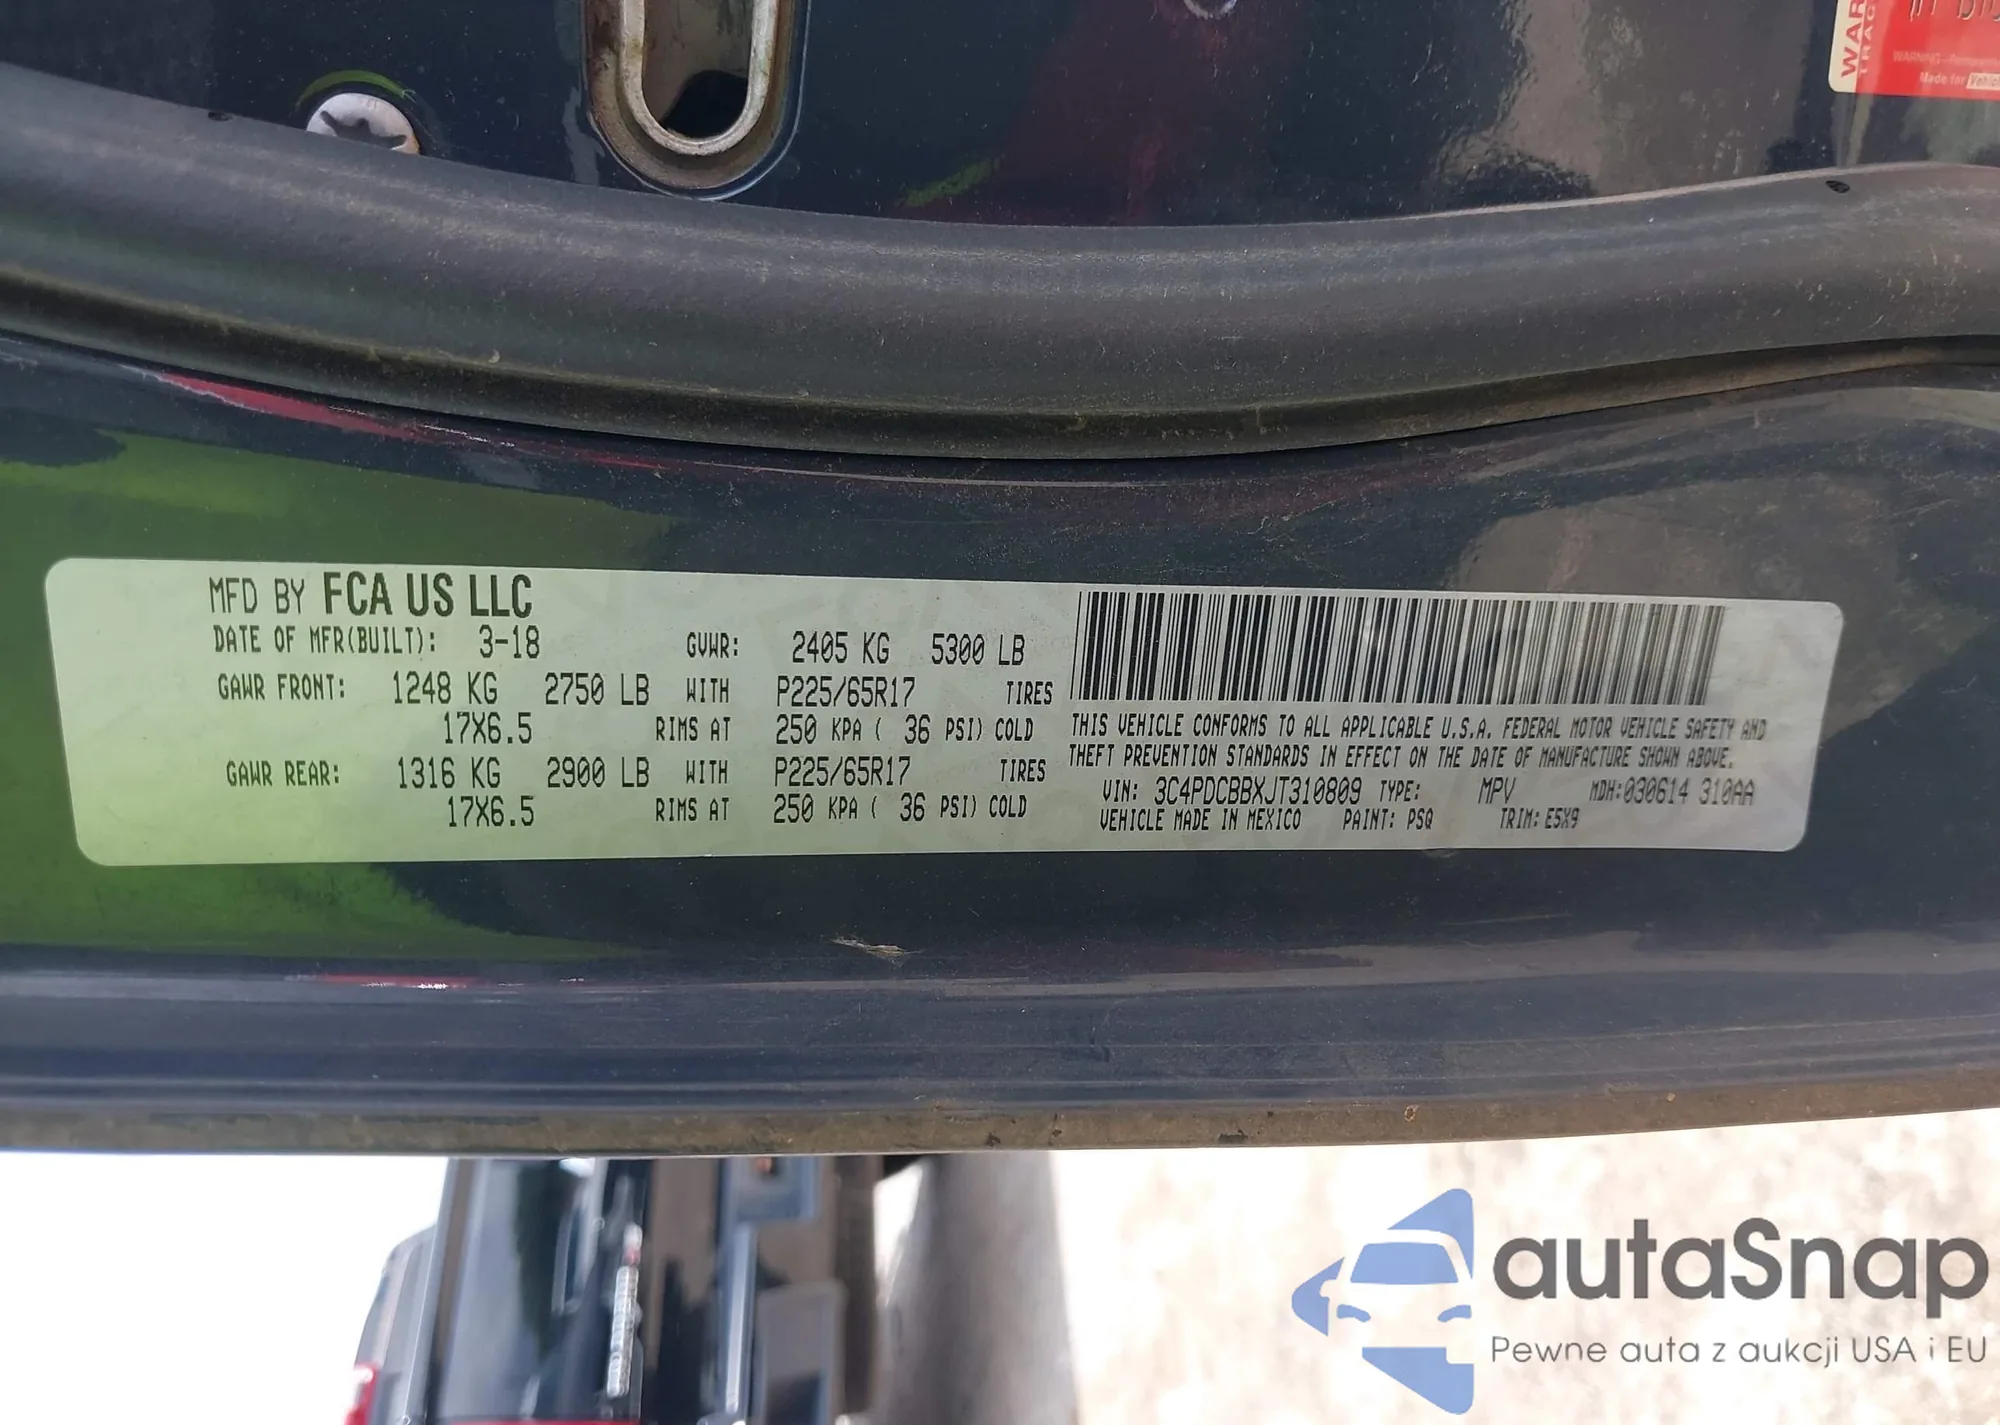 WARNING
Made for Vehicl
MFD BY FCA US LLC
DATE OF MFR(BUILT): 3-18 GVWR: 2405 KG 5300 LB
GAWR FRONT: 1248 KG 2750 LB WITH P225/65R17 TIRES
17X6.5 RIMS AT 250 KPA ( 36 PSI) COLD
GAWR REAR: 1316 KG 2900 LB WITH P225/65R17 TIRES
17X6.5 RIMS AT 250 KPA ( 36 PSI) COLD
THIS VEHICLE CONFORMS TO ALL APPLICABLE U.S.A. FEDERAL MOTOR VEHICLE SAFETY AND
THEFT PREVENTION STANDARDS IN EFFECT ON THE DATE OF MANUFACTURE SHOWN ABOVE.
VIN: 3C4PDCBBXJT310809 TYPE: MPV MDH:030614 310AA
VEHICLE MADE IN MEXICO PAINT: PSQ TRIM: E5X9
autaSnap
Pewne auta z aukcji USA i EU